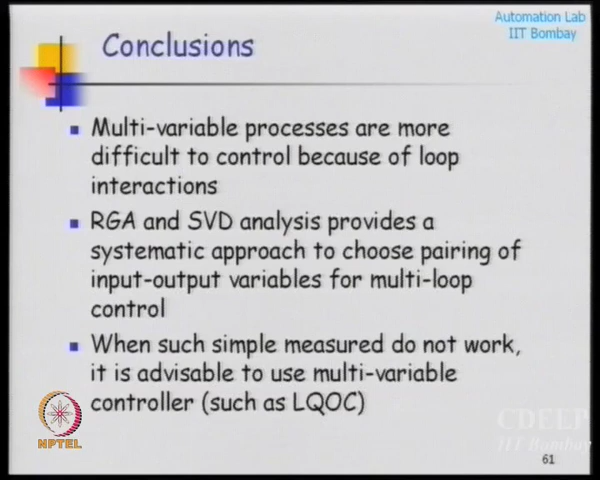 Automation Lab
IIT Bombay
Conclusions
Multi-variable processes are more
difficult to control because of loop
interactions
RGA and SVD analysis provides a
systematic approach to choose pairing of
input-output variables for multi-loop
control
When such simple measured do not work,
it is advisable to use multi-variable
controller (such as LQOC)
NPTEL
CDEEP
IIT Bombay
61